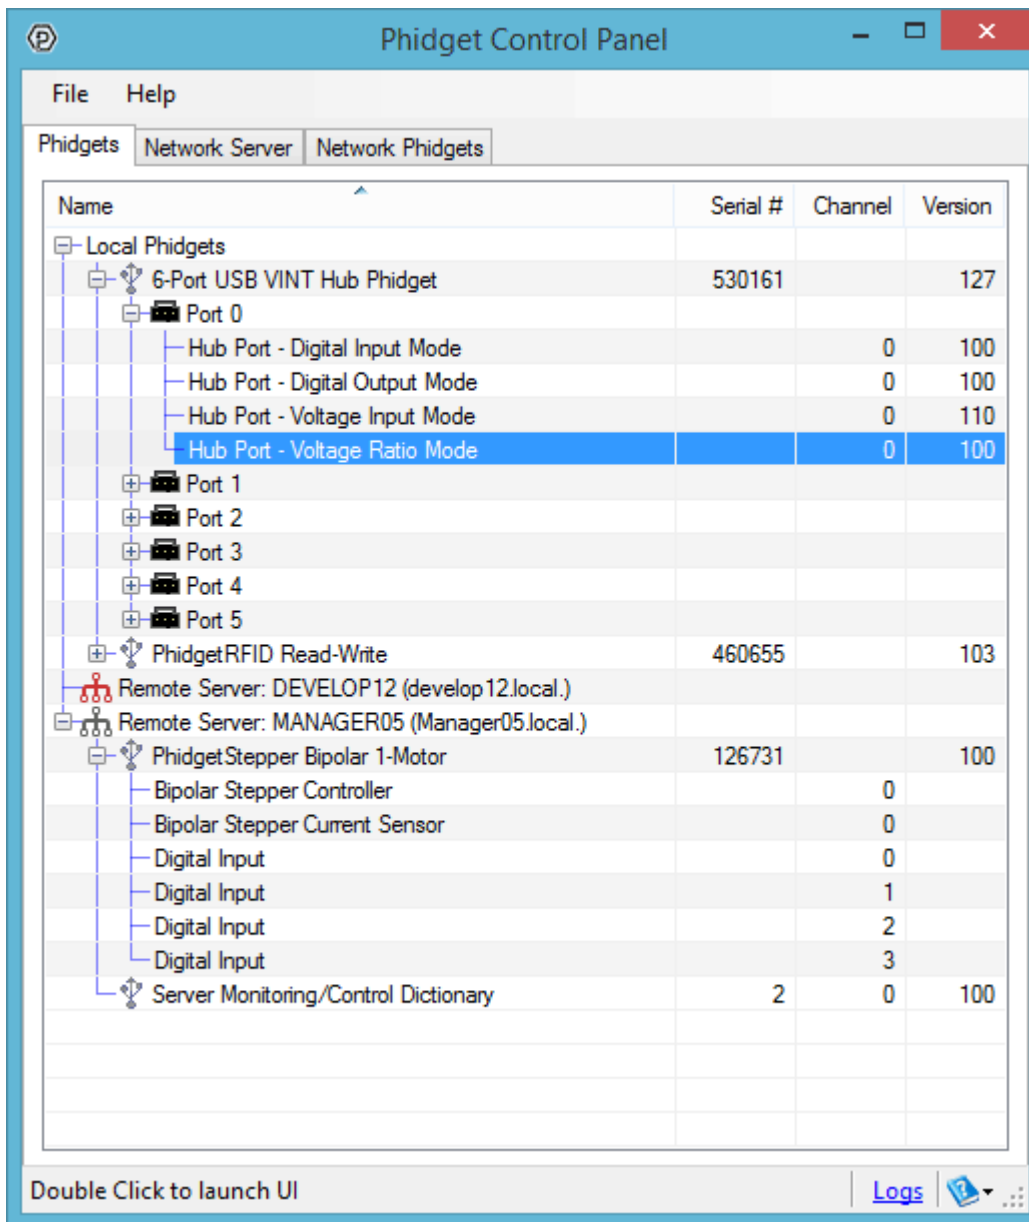 Phidget Control Panel
File Help
Phidgets Network Server Network Phidgets
Name Serial # Channel Version
Local Phidgets
6-Port USB VINT Hub Phidget 530161 127
Port 0
Hub Port - Digital Input Mode 0 100
Hub Port - Digital Output Mode 0 100
Hub Port - Voltage Input Mode 0 110
Hub Port - Voltage Ratio Mode 0 100
Port 1
Port 2
Port 3
Port 4
Port 5
PhidgetRFID Read-Write 460655 103
Remote Server: DEVELOP12 (develop12.local.)
Remote Server: MANAGER05 (Manager05.local.)
PhidgetStepper Bipolar 1-Motor 126731 100
Bipolar Stepper Controller 0
Bipolar Stepper Current Sensor 0
Digital Input 0
Digital Input 1
Digital Input 2
Digital Input 3
Server Monitoring/Control Dictionary 2 0 100
Double Click to launch UI Logs